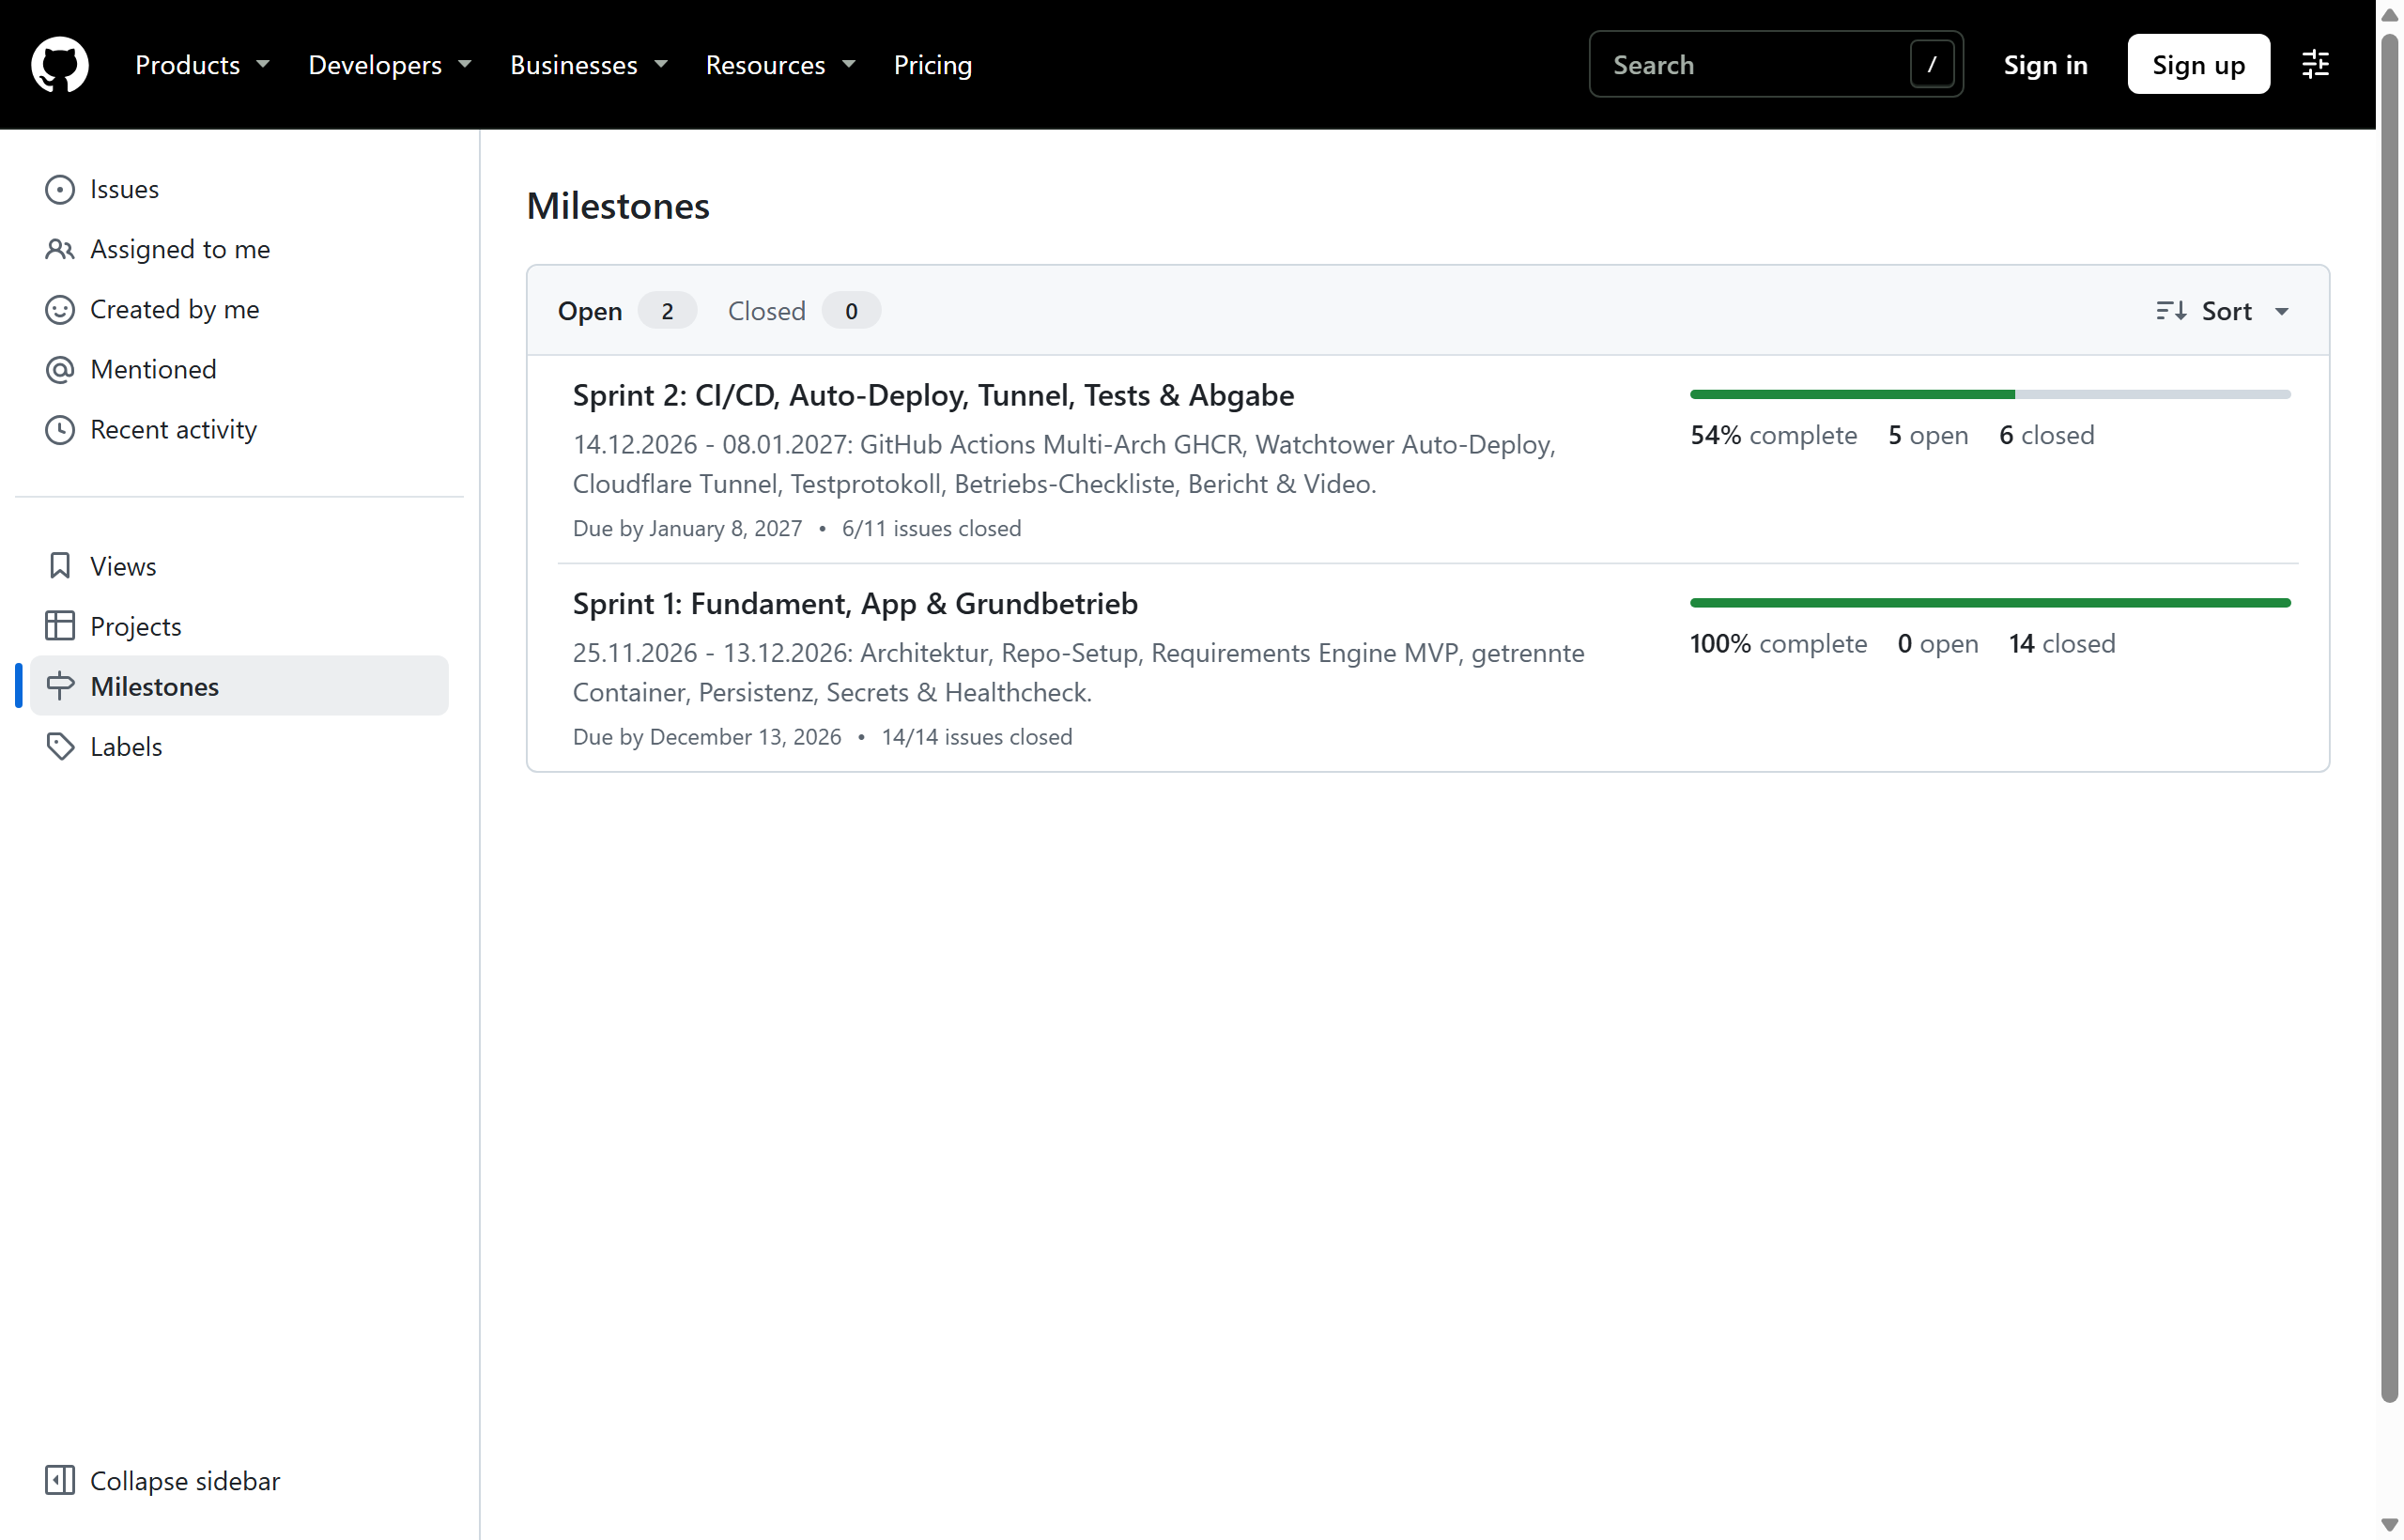 Products Developers Businesses Resources Pricing Search / Sign in Sign up
Issues
Assigned to me
Created by me
Mentioned
Recent activity
Views
Projects
Milestones
Labels
Collapse sidebar
Milestones
Open 2 Closed 0 Sort
Sprint 2: CI/CD, Auto-Deploy, Tunnel, Tests & Abgabe
14.12.2026 - 08.01.2027: GitHub Actions Multi-Arch GHCR, Watchtower Auto-Deploy,
Cloudflare Tunnel, Testprotokoll, Betriebs-Checkliste, Bericht & Video.
Due by January 8, 2027 • 6/11 issues closed
54% complete 5 open 6 closed
Sprint 1: Fundament, App & Grundbetrieb
25.11.2026 - 13.12.2026: Architektur, Repo-Setup, Requirements Engine MVP, getrennte
Container, Persistenz, Secrets & Healthcheck.
Due by December 13, 2026 • 14/14 issues closed
100% complete 0 open 14 closed